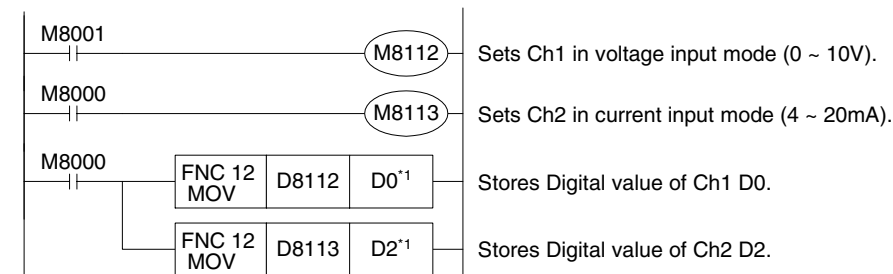 M8001
M8112 Sets Ch1 in voltage input mode (0 ~ 10V).
M8000
M8113 Sets Ch2 in current input mode (4 ~ 20mA).
M8000
FNC 12 MOV D8112 D0*1 Stores Digital value of Ch1 D0.
FNC 12 MOV D8113 D2*1 Stores Digital value of Ch2 D2.